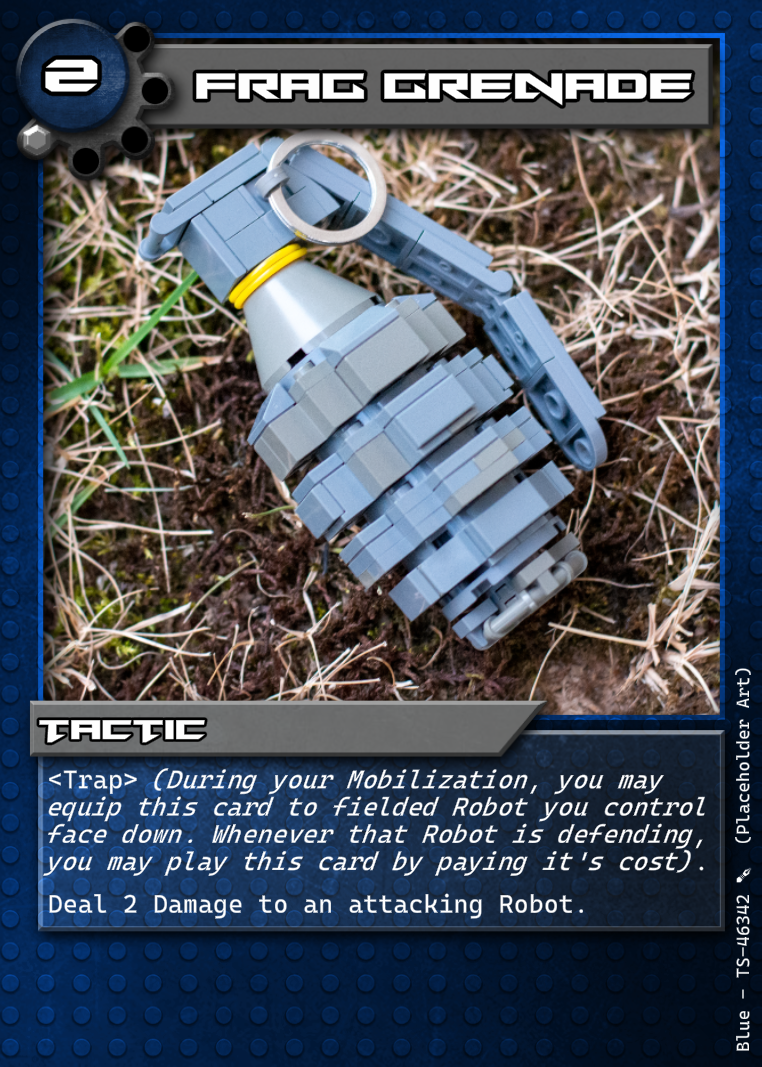 2
FRAG GRENADE
TACTIC
<Trap> (During your Mobilization, you may
equip this card to fielded Robot you control
face down. Whenever that Robot is defending,
you may play this card by paying it's cost).
Deal 2 Damage to an attacking Robot.
Blue - TS-46342 ✒ (Placeholder Art)